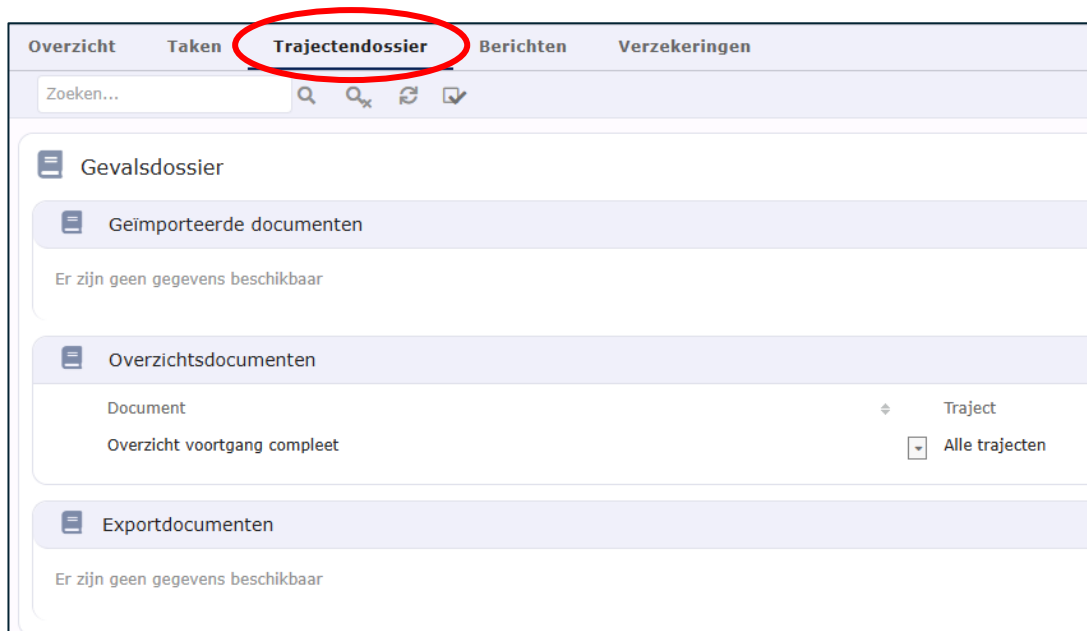 Overzicht Taken Trajectendossier Berichten Verzekeringen
Zoeken...
Gevalsdossier
Geïmporteerde documenten
Er zijn geen gegevens beschikbaar
Overzichtsdocumenten
Document Traject
Overzicht voortgang compleet Alle trajecten
Exportdocumenten
Er zijn geen gegevens beschikbaar